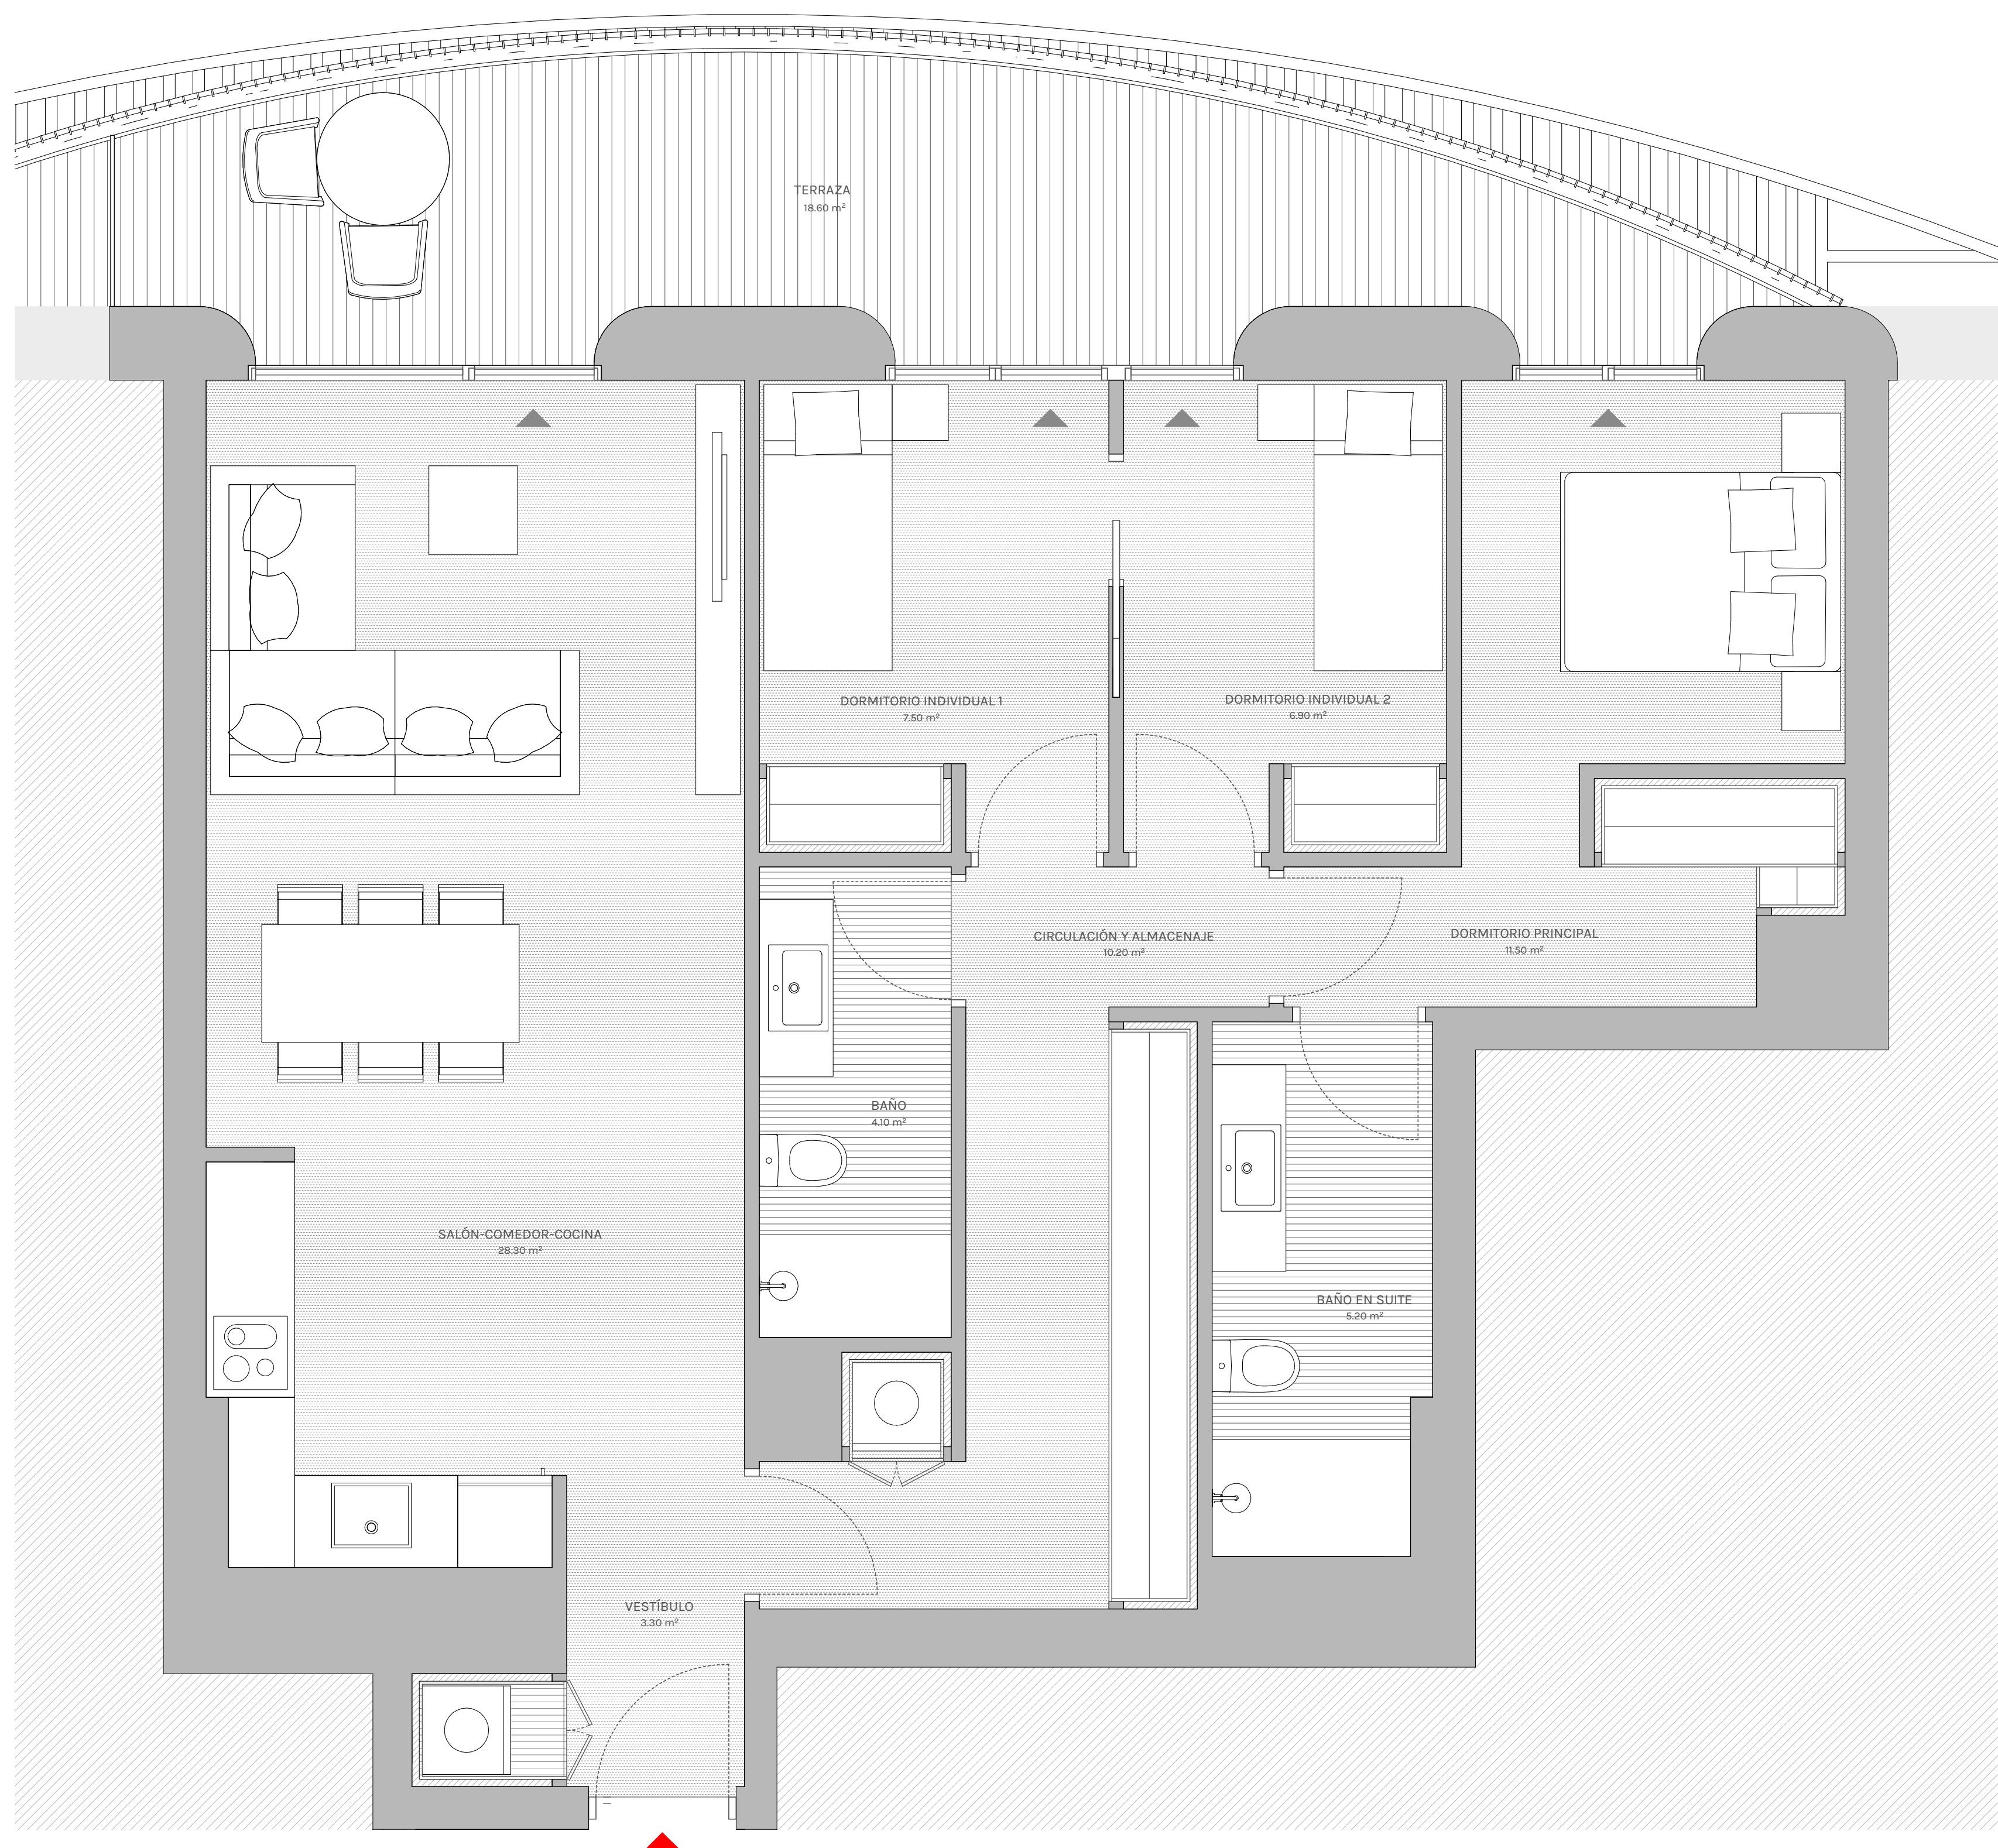 TERRAZA
18.60 m²
DORMITORIO INDIVIDUAL 1
7.50 m²
DORMITORIO INDIVIDUAL 2
6.90 m²
CIRCULACIÓN Y ALMACENAJE
10.20 m²
DORMITORIO PRINCIPAL
11.50 m²
BAÑO
4.10 m²
SALÓN-COMEDOR-COCINA
28.30 m²
BAÑO EN SUITE
5.20 m²
VESTÍBULO
3.30 m²